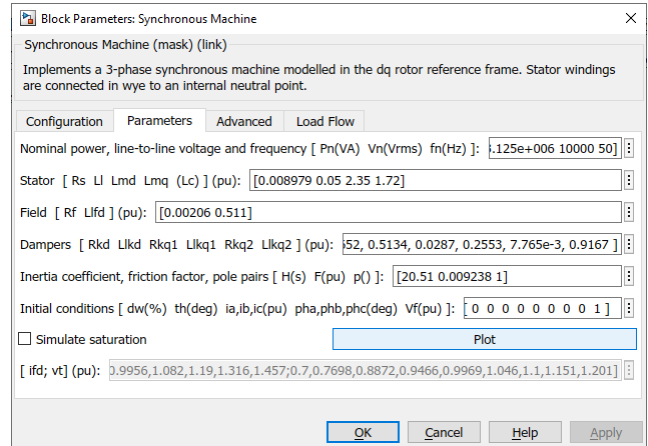 Block Parameters: Synchronous Machine
Synchronous Machine (mask) (link)
Implements a 3-phase synchronous machine modelled in the dq rotor reference frame. Stator windings
are connected in wye to an internal neutral point.
Configuration Parameters Advanced Load Flow
Nominal power, line-to-line voltage and frequency [ Pn(VA) Vn(Vrms) fn(Hz) ]: .125e+006 10000 50]
Stator [ Rs Ll Lmd Lmq (Lc) ] (pu): [0.008979 0.05 2.35 1.72]
Field [ Rf Llfd ] (pu): [0.00206 0.511]
Dampers [ Rkd Llkd Rkq1 Llkq1 Rkq2 Llkq2 ] (pu): 552, 0.5134, 0.0287, 0.2553, 7.765e-3, 0.9167 ]
Inertia coefficient, friction factor, pole pairs [ H(s) F(pu) p() ]: [20.51 0.009238 1]
Initial conditions [ dw(%) th(deg) ia,ib,ic(pu) pha,phb,phc(deg) Vf(pu) ]: [ 0 0 0 0 0 0 0 0 1 ]
Simulate saturation Plot
[ ifd; vt] (pu): 0.9956,1.082,1.19,1.316,1.457;0.7,0.7698,0.8872,0.9466,0.9969,1.046,1.1,1.151,1.201]
OK Cancel Help Apply